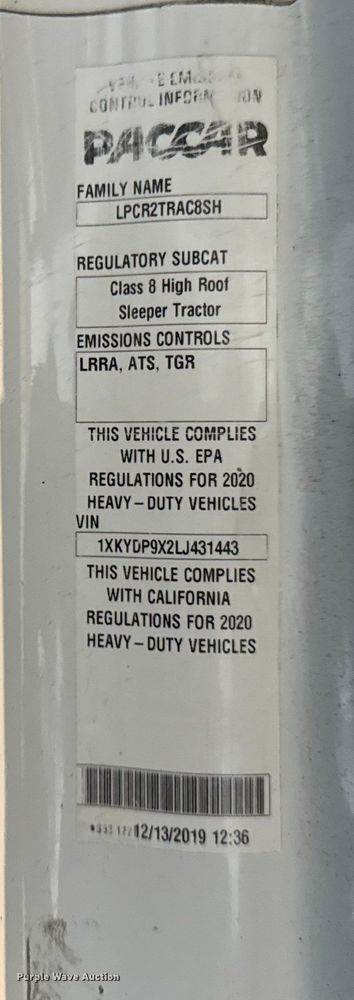 CONTROL INFORMATION
PACCAR
FAMILY NAME
LPCR2TRAC8SH
REGULATORY SUBCAT
Class 8 High Roof
Sleeper Tractor
EMISSIONS CONTROLS
LRRA, ATS, TGR
THIS VEHICLE COMPLIES
WITH U.S. EPA
REGULATIONS FOR 2020
HEAVY-DUTY VEHICLES
VIN
1XKYDP9X2LJ431443
THIS VEHICLE COMPLIES
WITH CALIFORNIA
REGULATIONS FOR 2020
HEAVY-DUTY VEHICLES
12/13/2019 12:36
Purple Wave Auction